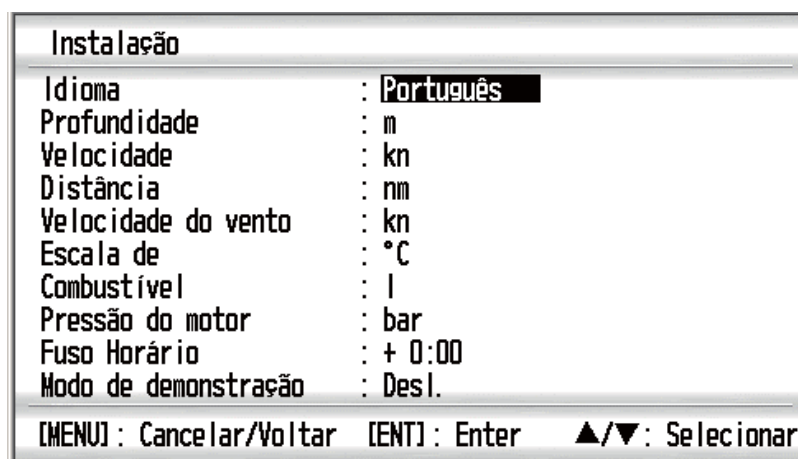 Instalação
Idioma : Português
Profundidade : m
Velocidade : kn
Distância : nm
Velocidade do vento : kn
Escala de : °C
Combustível : l
Pressão do motor : bar
Fuso Horário : + 0:00
Modo de demonstração : Desl.
[MENU] : Cancelar/Voltar [ENT] : Enter ▲/▼: Selecionar